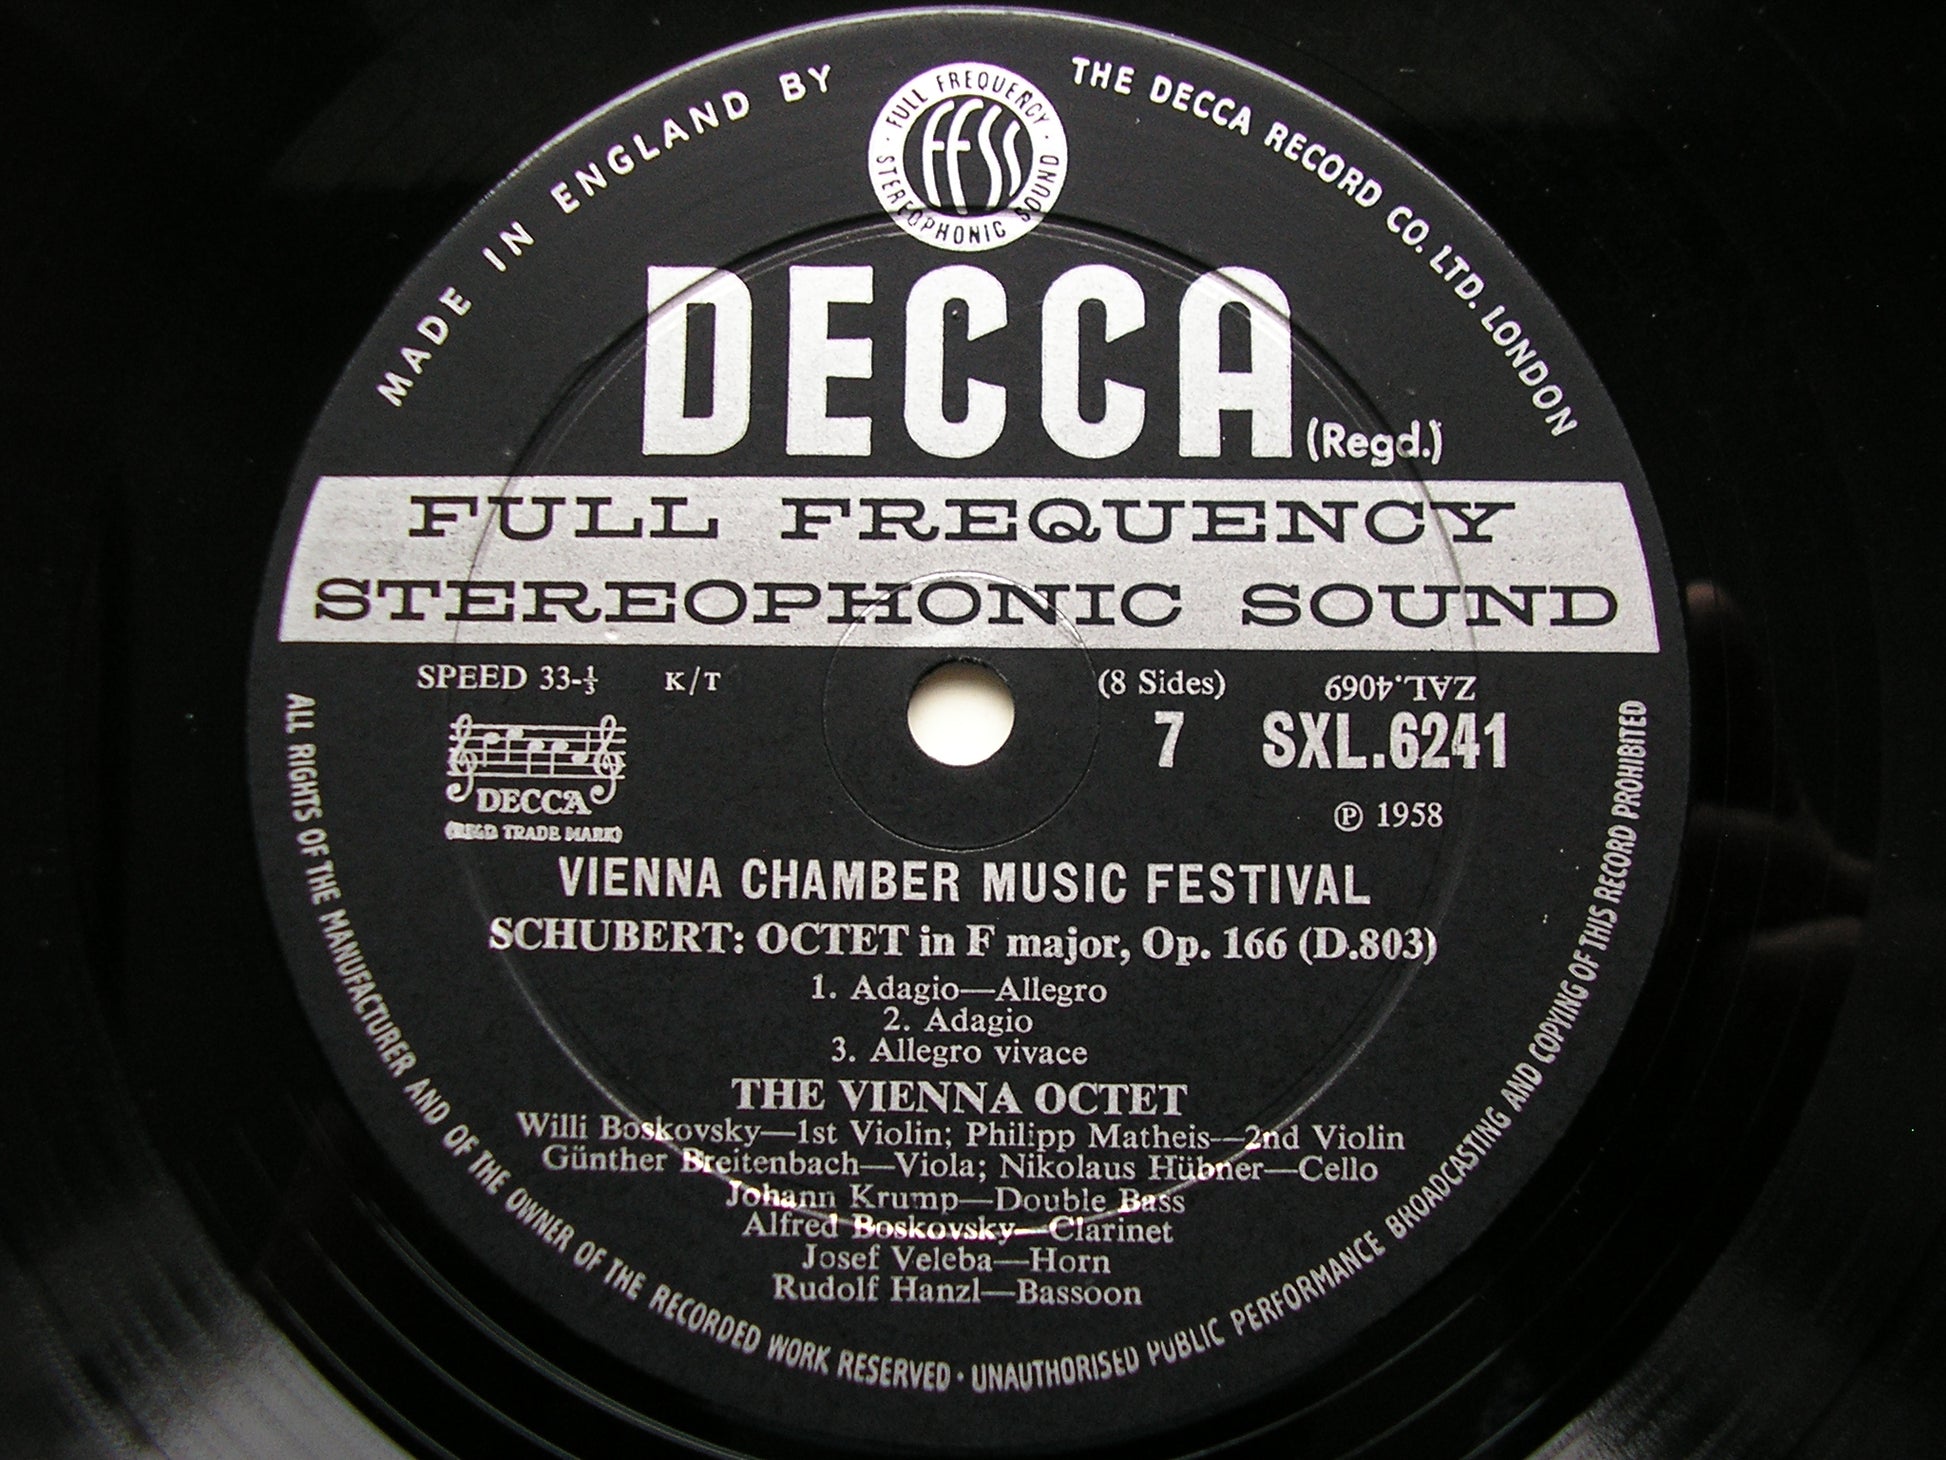 MADE IN ENGLAND BY
THE DECCA RECORD CO. LTD. LONDON
· FULL FREQUENCY ·
STEREOPHONIC SOUND
FFSS
DECCA (Regd.)
FULL FREQUENCY
STEREOPHONIC SOUND
SPEED 33-⅓ K/T (8 Sides) ZAL.4069
7 SXL.6241
DECCA
(REGD TRADE MARK)
℗ 1958
VIENNA CHAMBER MUSIC FESTIVAL
SCHUBERT: OCTET in F major, Op. 166 (D.803)
1. Adagio—Allegro
2. Adagio
3. Allegro vivace
THE VIENNA OCTET
Willi Boskovsky—1st Violin; Philipp Matheis—2nd Violin
Günther Breitenbach—Viola; Nikolaus Hübner—Cello
Johann Krump—Double Bass
Alfred Boskovsky—Clarinet
Josef Veleba—Horn
Rudolf Hanzl—Bassoon
ALL RIGHTS OF THE MANUFACTURER AND OF THE OWNER OF THE RECORDED WORK RESERVED · UNAUTHORISED PUBLIC PERFORMANCE BROADCASTING AND COPYING OF THIS RECORD PROHIBITED